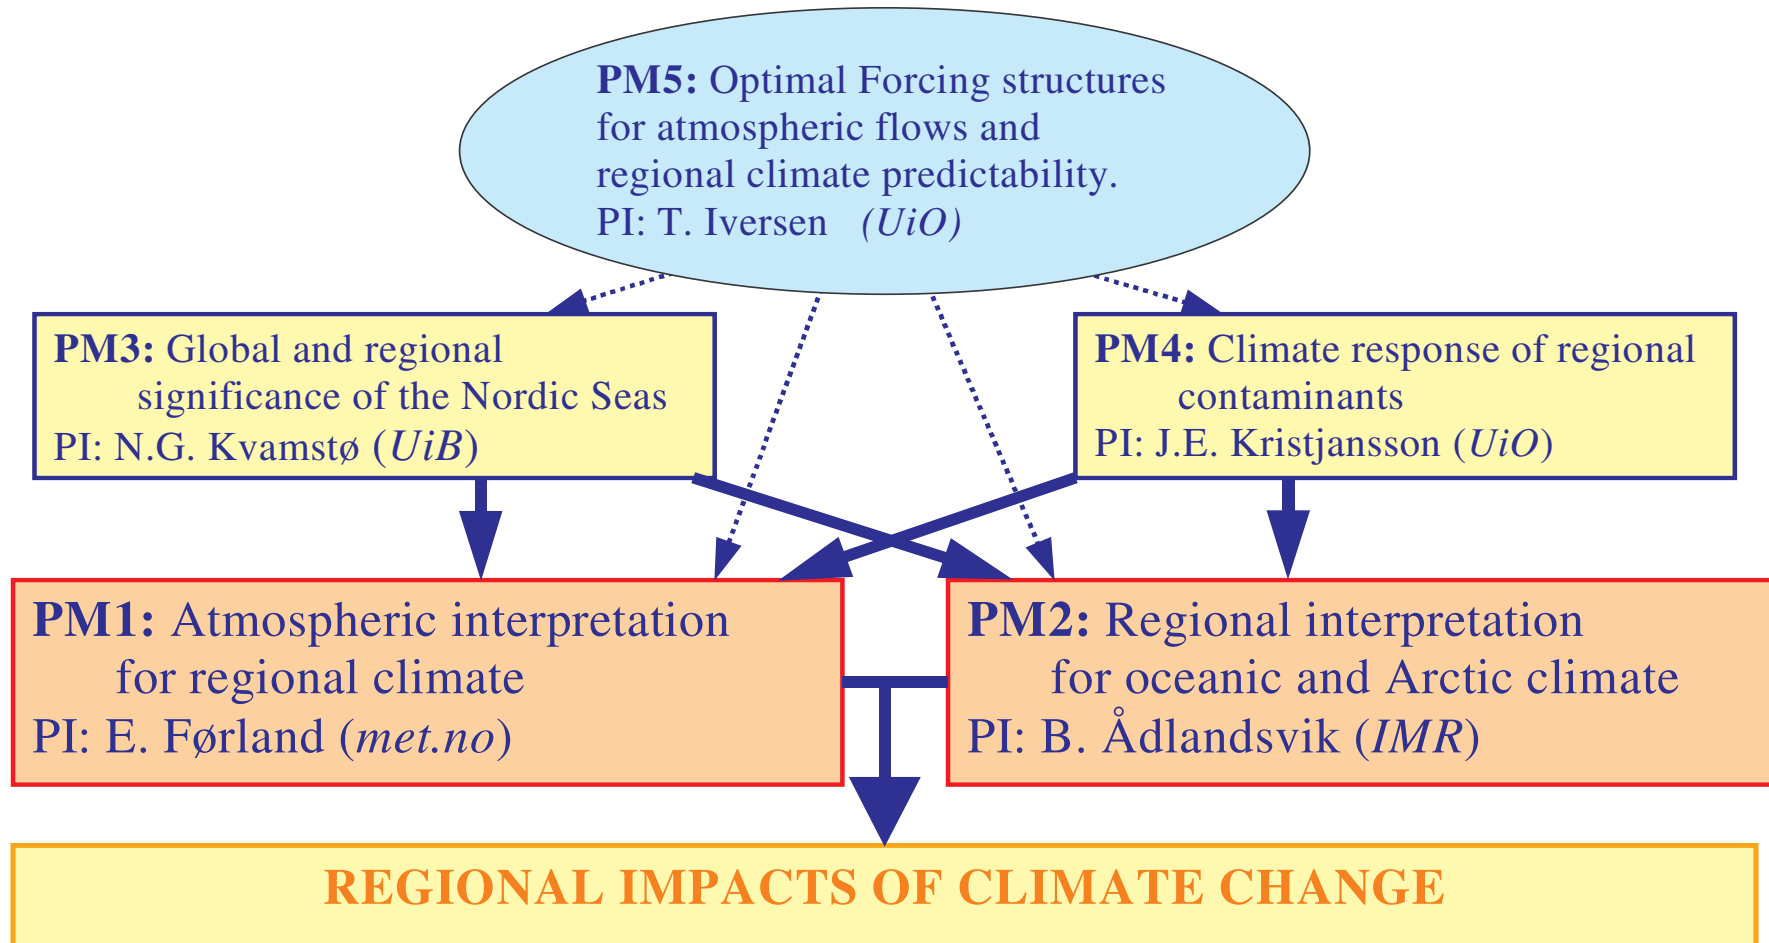 PM5: Optimal Forcing structures
for atmospheric flows and
regional climate predictability.
PI: T. Iversen (UiO)
PM3: Global and regional
significance of the Nordic Seas
PI: N.G. Kvamstø (UiB)
PM4: Climate response of regional
contaminants
PI: J.E. Kristjansson (UiO)
PM1: Atmospheric interpretation
for regional climate
PI: E. Førland (met.no)
PM2: Regional interpretation
for oceanic and Arctic climate
PI: B. Ådlandsvik (IMR)
REGIONAL IMPACTS OF CLIMATE CHANGE